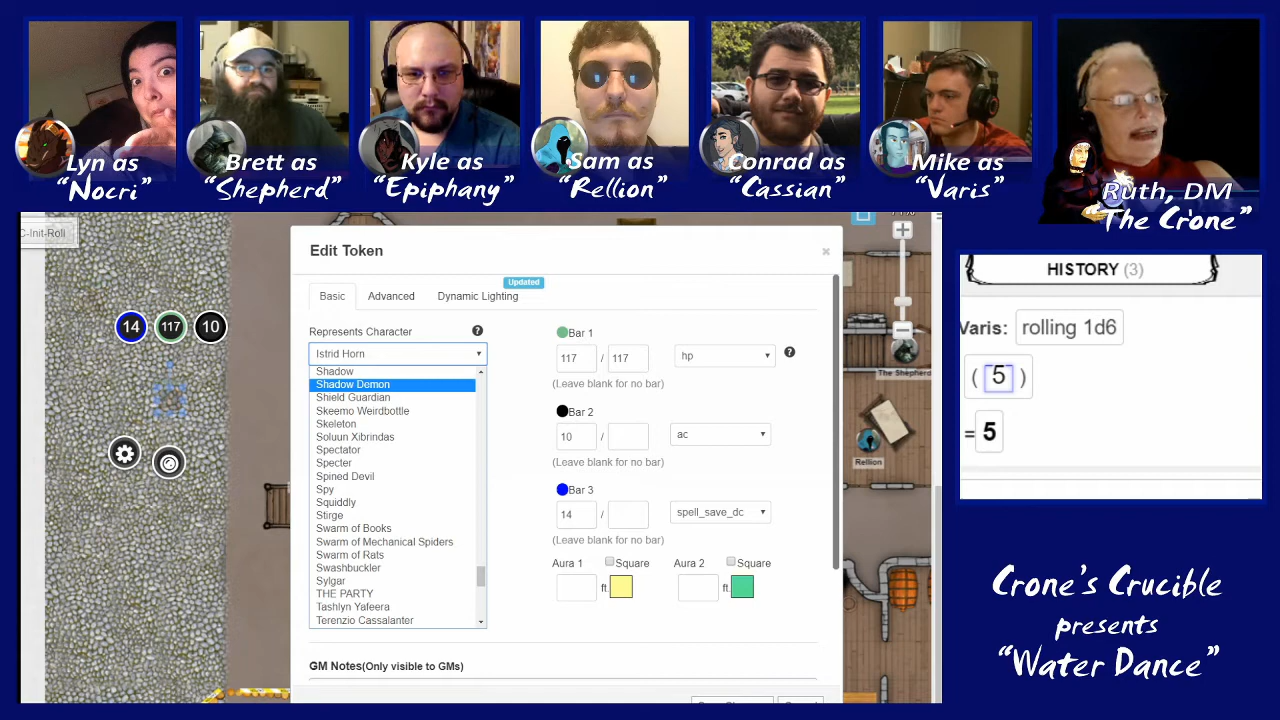 Lyn as
"Nocri"
Brett as
"Shepherd"
Kyle as
"Epiphany"
Sam as
"Rellion"
Conrad as
"Cassian"
Mike as
"Varis"
Ruth, DM
"The Crone"
C-Init-Roll
14
117
10
Edit Token
×
Updated
Basic
Advanced
Dynamic Lighting
Represents Character
Istrid Horn
Shadow
Shadow Demon
Shield Guardian
Skeemo Weirdbottle
Skeleton
Soluun Xibrindas
Spectator
Specter
Spined Devil
Spy
Squiddly
Stirge
Swarm of Books
Swarm of Mechanical Spiders
Swarm of Rats
Swashbuckler
Sylgar
THE PARTY
Tashlyn Yafeera
Terenzio Cassalanter
Bar 1
117 / 117
hp
(Leave blank for no bar)
Bar 2
10 /
ac
(Leave blank for no bar)
Bar 3
14 /
spell_save_dc
(Leave blank for no bar)
Aura 1
Square
Aura 2
Square
ft.
ft.
GM Notes(Only visible to GMs)
The Shepherd
Rellion
HISTORY (3)
Varis: rolling 1d6
( 5 )
= 5
Crone's Crucible
presents
"Water Dance"